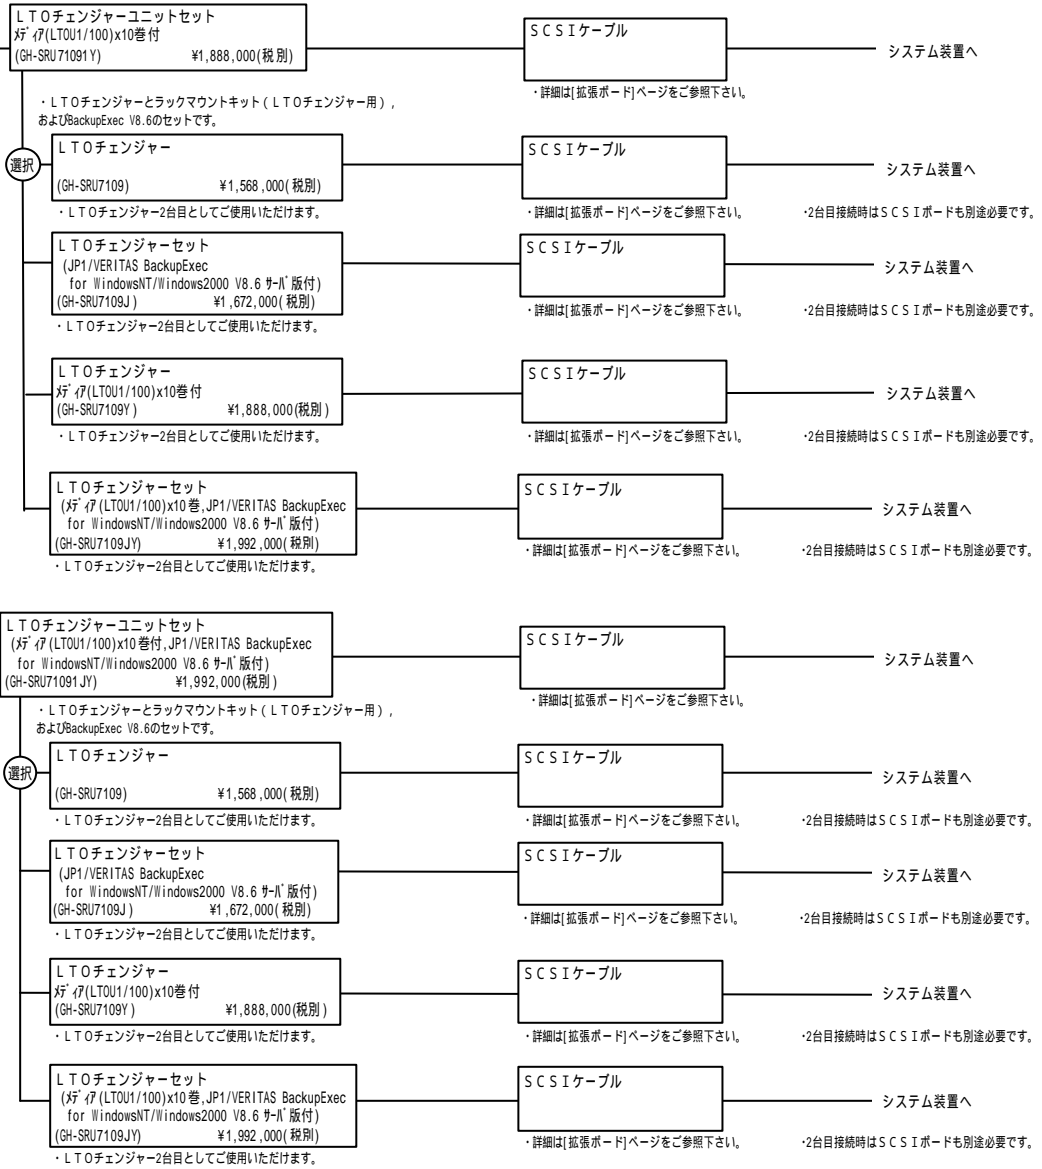 ＬＴＯチェンジャーユニットセット
ﾒﾃﾞｨｱ(LTOU1/100)x10巻付
(GH-SRU71091Y) ¥1,888,000(税別)
ＳＣＳＩケーブル
システム装置へ
・詳細は[拡張ボード]ページをご参照下さい。
・ＬＴＯチェンジャーとラックマウントキット（ＬＴＯチェンジャー用）,
およびBackupExec V8.6のセットです。
選択
ＬＴＯチェンジャー
(GH-SRU7109) ¥1,568,000(税別)
・ＬＴＯチェンジャー2台目としてご使用いただけます。
ＳＣＳＩケーブル
・詳細は[拡張ボード]ページをご参照下さい。
システム装置へ
・2台目接続時はＳＣＳＩボードも別途必要です。
ＬＴＯチェンジャーセット
(JP1/VERITAS BackupExec
for WindowsNT/Windows2000 V8.6 ｻｰﾊﾞ版付)
(GH-SRU7109J) ¥1,672,000(税別)
・ＬＴＯチェンジャー2台目としてご使用いただけます。
ＳＣＳＩケーブル
・詳細は[拡張ボード]ページをご参照下さい。
システム装置へ
・2台目接続時はＳＣＳＩボードも別途必要です。
ＬＴＯチェンジャー
ﾒﾃﾞｨｱ(LTOU1/100)x10巻付
(GH-SRU7109Y) ¥1,888,000(税別)
・ＬＴＯチェンジャー2台目としてご使用いただけます。
ＳＣＳＩケーブル
・詳細は[拡張ボード]ページをご参照下さい。
システム装置へ
・2台目接続時はＳＣＳＩボードも別途必要です。
ＬＴＯチェンジャーセット
(ﾒﾃﾞｨｱ(LTOU1/100)x10巻,JP1/VERITAS BackupExec
for WindowsNT/Windows2000 V8.6 ｻｰﾊﾞ版付)
(GH-SRU7109JY) ¥1,992,000(税別)
・ＬＴＯチェンジャー2台目としてご使用いただけます。
ＳＣＳＩケーブル
・詳細は[拡張ボード]ページをご参照下さい。
システム装置へ
・2台目接続時はＳＣＳＩボードも別途必要です。
ＬＴＯチェンジャーユニットセット
(ﾒﾃﾞｨｱ(LTOU1/100)x10巻付,JP1/VERITAS BackupExec
for WindowsNT/Windows2000 V8.6 ｻｰﾊﾞ版付)
(GH-SRU71091JY) ¥1,992,000(税別)
ＳＣＳＩケーブル
システム装置へ
・詳細は[拡張ボード]ページをご参照下さい。
・ＬＴＯチェンジャーとラックマウントキット（ＬＴＯチェンジャー用）,
およびBackupExec V8.6のセットです。
選択
ＬＴＯチェンジャー
(GH-SRU7109) ¥1,568,000(税別)
・ＬＴＯチェンジャー2台目としてご使用いただけます。
ＳＣＳＩケーブル
・詳細は[拡張ボード]ページをご参照下さい。
システム装置へ
・2台目接続時はＳＣＳＩボードも別途必要です。
ＬＴＯチェンジャーセット
(JP1/VERITAS BackupExec
for WindowsNT/Windows2000 V8.6 ｻｰﾊﾞ版付)
(GH-SRU7109J) ¥1,672,000(税別)
・ＬＴＯチェンジャー2台目としてご使用いただけます。
ＳＣＳＩケーブル
・詳細は[拡張ボード]ページをご参照下さい。
システム装置へ
・2台目接続時はＳＣＳＩボードも別途必要です。
ＬＴＯチェンジャー
ﾒﾃﾞｨｱ(LTOU1/100)x10巻付
(GH-SRU7109Y) ¥1,888,000(税別)
・ＬＴＯチェンジャー2台目としてご使用いただけます。
ＳＣＳＩケーブル
・詳細は[拡張ボード]ページをご参照下さい。
システム装置へ
・2台目接続時はＳＣＳＩボードも別途必要です。
ＬＴＯチェンジャーセット
(ﾒﾃﾞｨｱ(LTOU1/100)x10巻,JP1/VERITAS BackupExec
for WindowsNT/Windows2000 V8.6 ｻｰﾊﾞ版付)
(GH-SRU7109JY) ¥1,992,000(税別)
・ＬＴＯチェンジャー2台目としてご使用いただけます。
ＳＣＳＩケーブル
・詳細は[拡張ボード]ページをご参照下さい。
システム装置へ
・2台目接続時はＳＣＳＩボードも別途必要です。